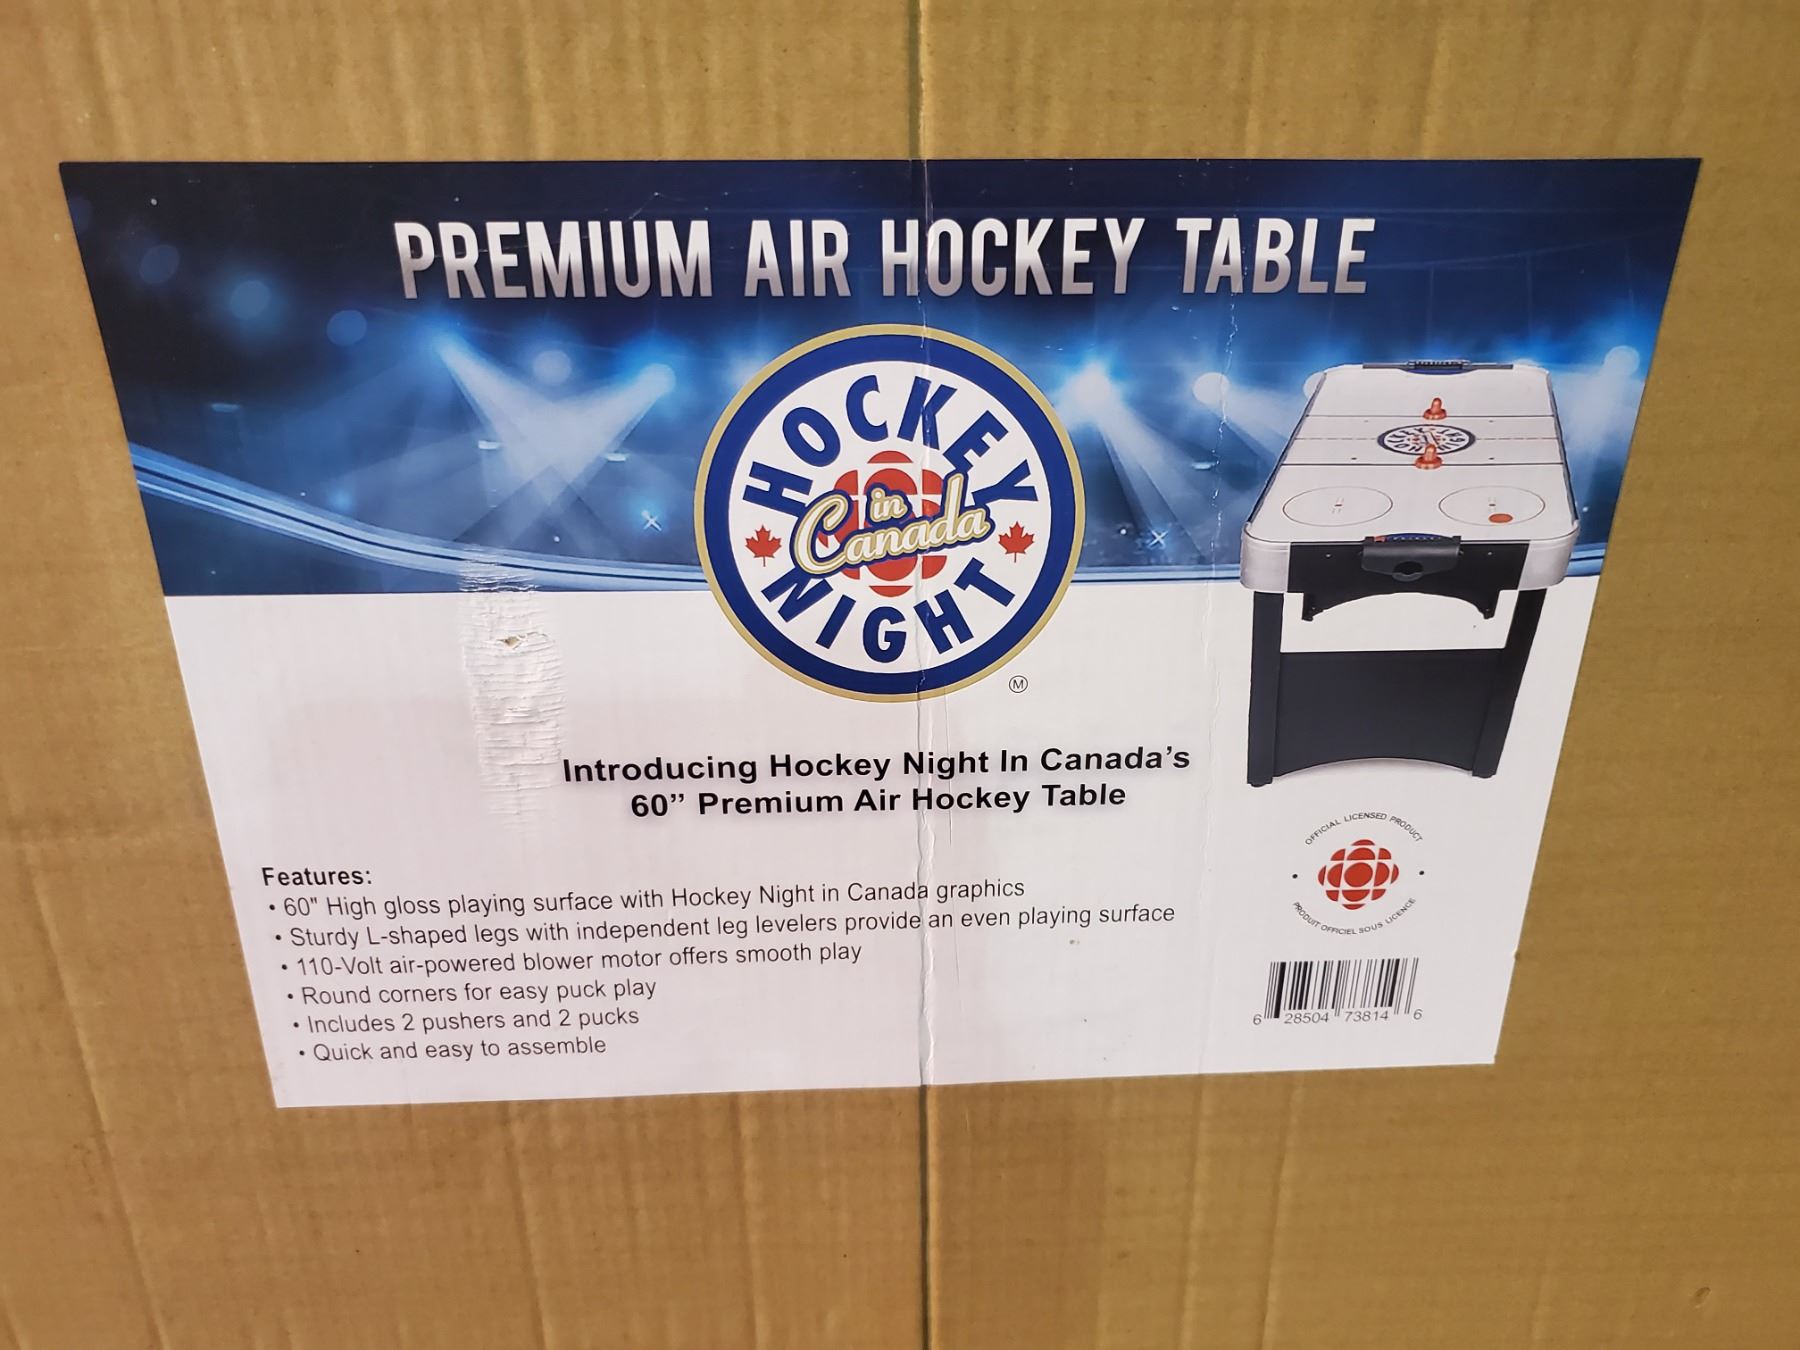 PREMIUM AIR HOCKEY TABLE
HOCKEY
in
Canada
NIGHT
M
Introducing Hockey Night In Canada's
60” Premium Air Hockey Table
Features:
• 60" High gloss playing surface with Hockey Night in Canada graphics
• Sturdy L-shaped legs with independent leg levelers provide an even playing surface
• 110-Volt air-powered blower motor offers smooth play
• Round corners for easy puck play
• Includes 2 pushers and 2 pucks
• Quick and easy to assemble
OFFICIAL LICENSED PRODUCT
PRODUIT OFFICIEL SOUS LICENCE
6 28504 73814 6